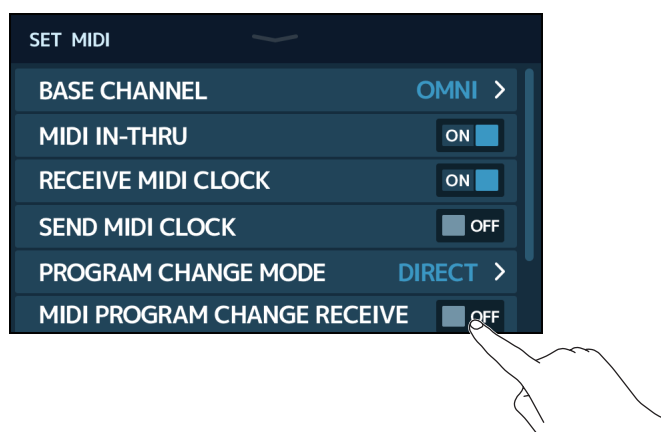 SET MIDI
BASE CHANNEL OMNI >
MIDI IN-THRU ON
RECEIVE MIDI CLOCK ON
SEND MIDI CLOCK OFF
PROGRAM CHANGE MODE DIRECT >
MIDI PROGRAM CHANGE RECEIVE OFF